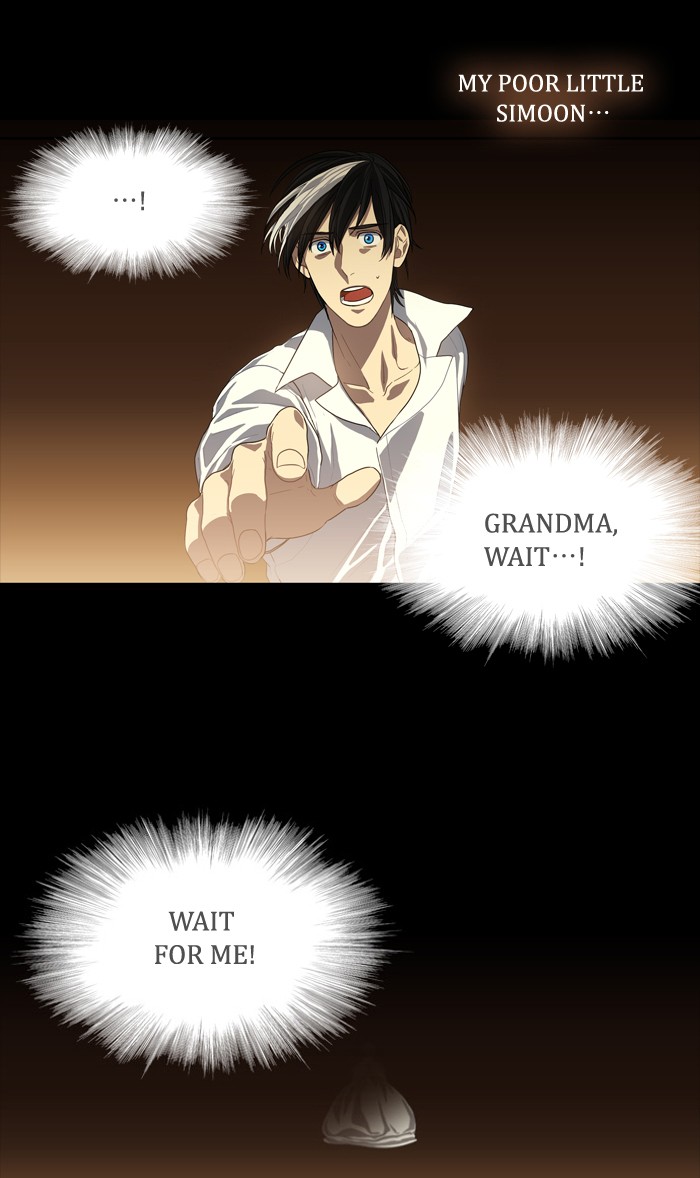 MY POOR LITTLE
SIMOON…
…!
GRANDMA,
WAIT…!
WAIT
FOR ME!